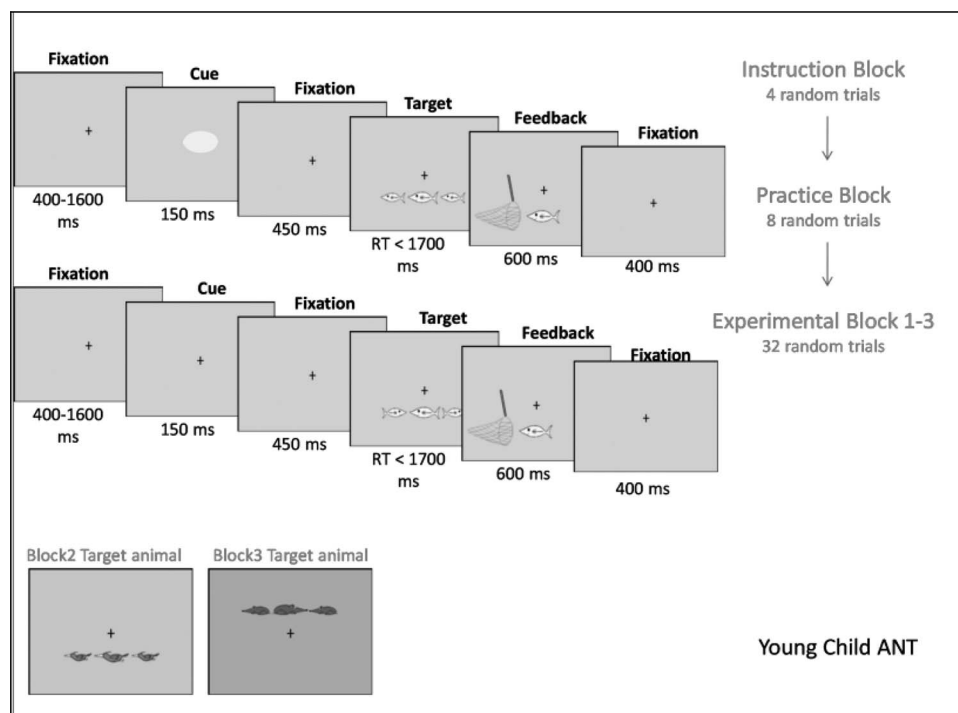 Fixation
Cue
Fixation
Target
Feedback
Fixation
400-1600
ms
150 ms
450 ms
RT < 1700
ms
600 ms
400 ms
Fixation
Cue
Fixation
Target
Feedback
Fixation
400-1600
ms
150 ms
450 ms
RT < 1700
ms
600 ms
400 ms
Instruction Block
4 random trials
Practice Block
8 random trials
Experimental Block 1-3
32 random trials
Block2 Target animal
Block3 Target animal
Young Child ANT